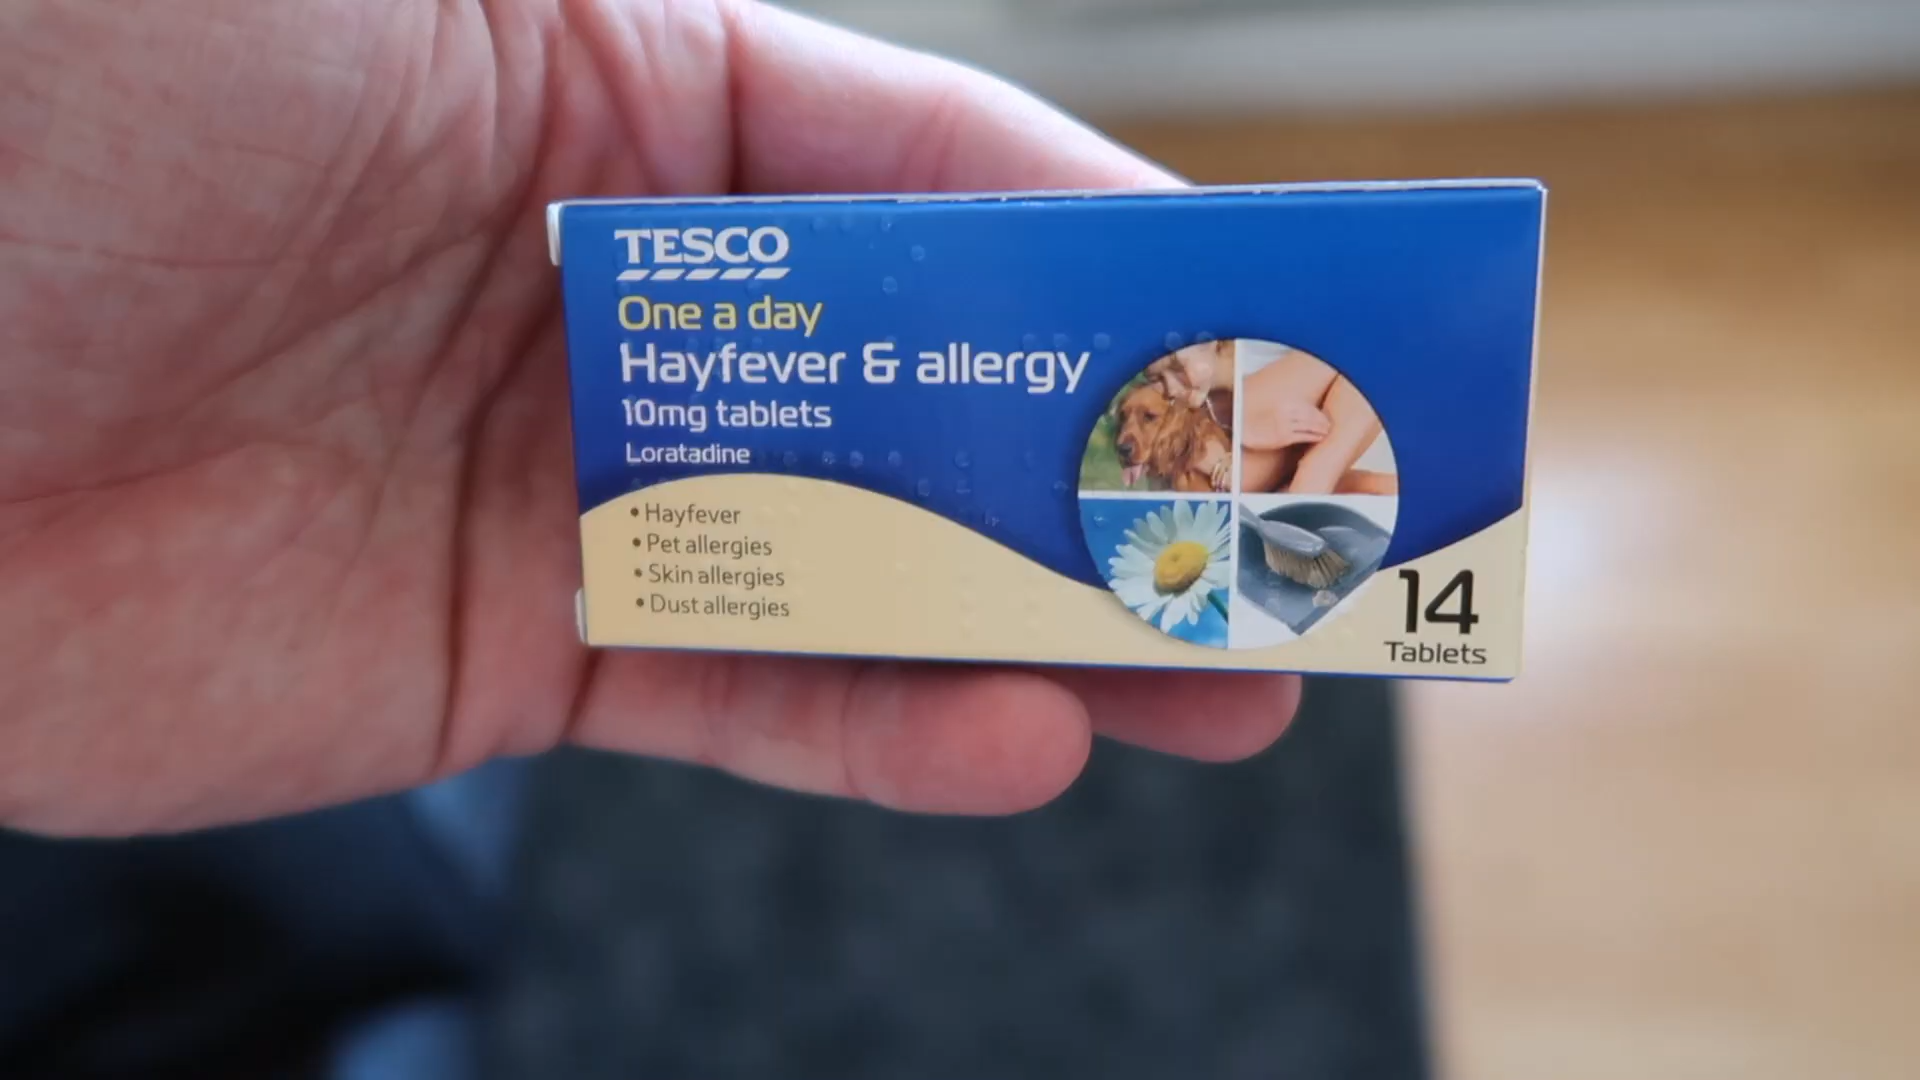 TESCO
One a day
Hayfever & allergy
10mg tablets
Loratadine
• Hayfever
• Pet allergies
• Skin allergies
• Dust allergies
14
Tablets